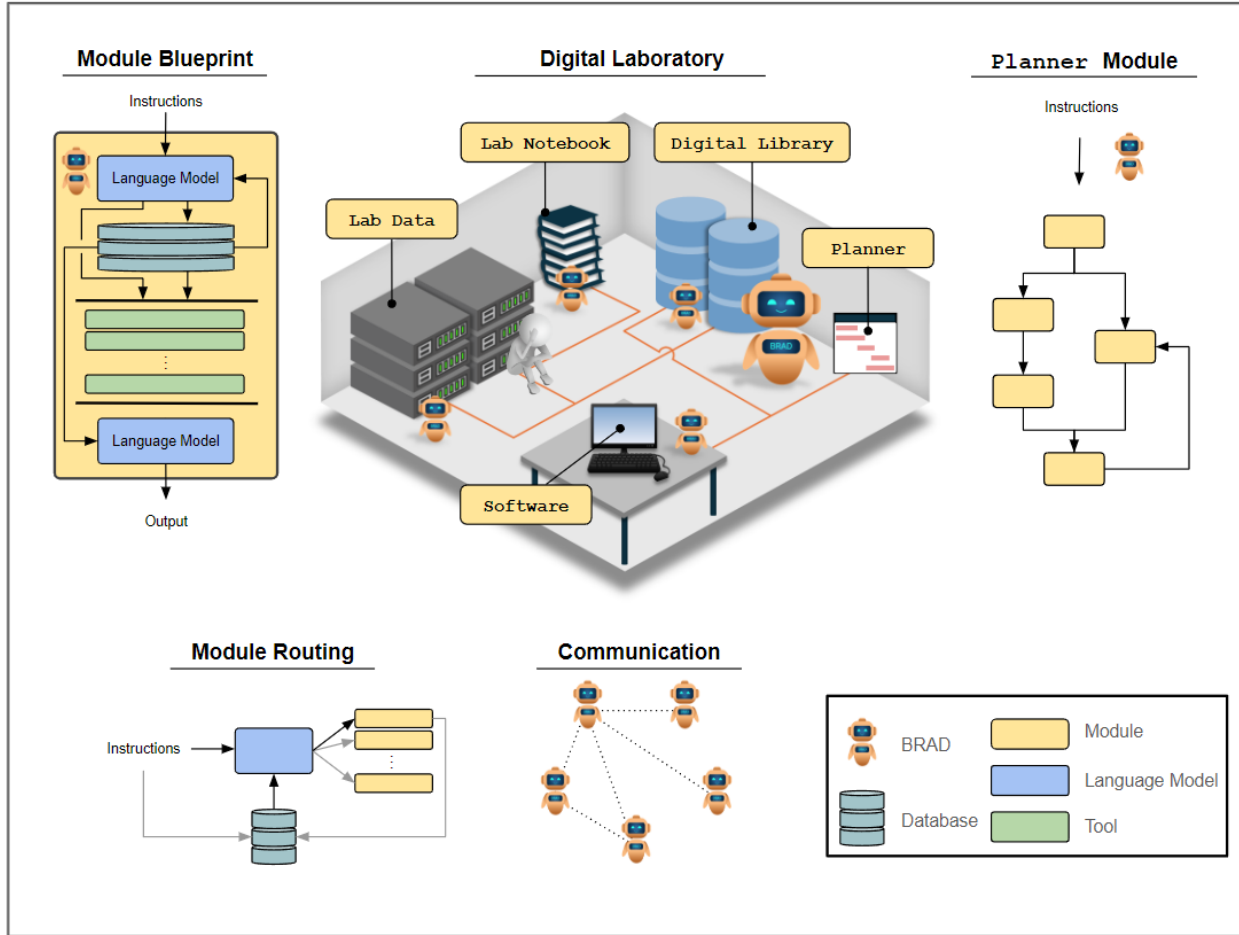 Module Blueprint
Instructions
Language Model
Language Model
Output
Digital Laboratory
Lab Notebook
Digital Library
Lab Data
Planner
BRAD
Software
Planner Module
Instructions
Module Routing
Instructions
Communication
BRAD
Database
Module
Language Model
Tool